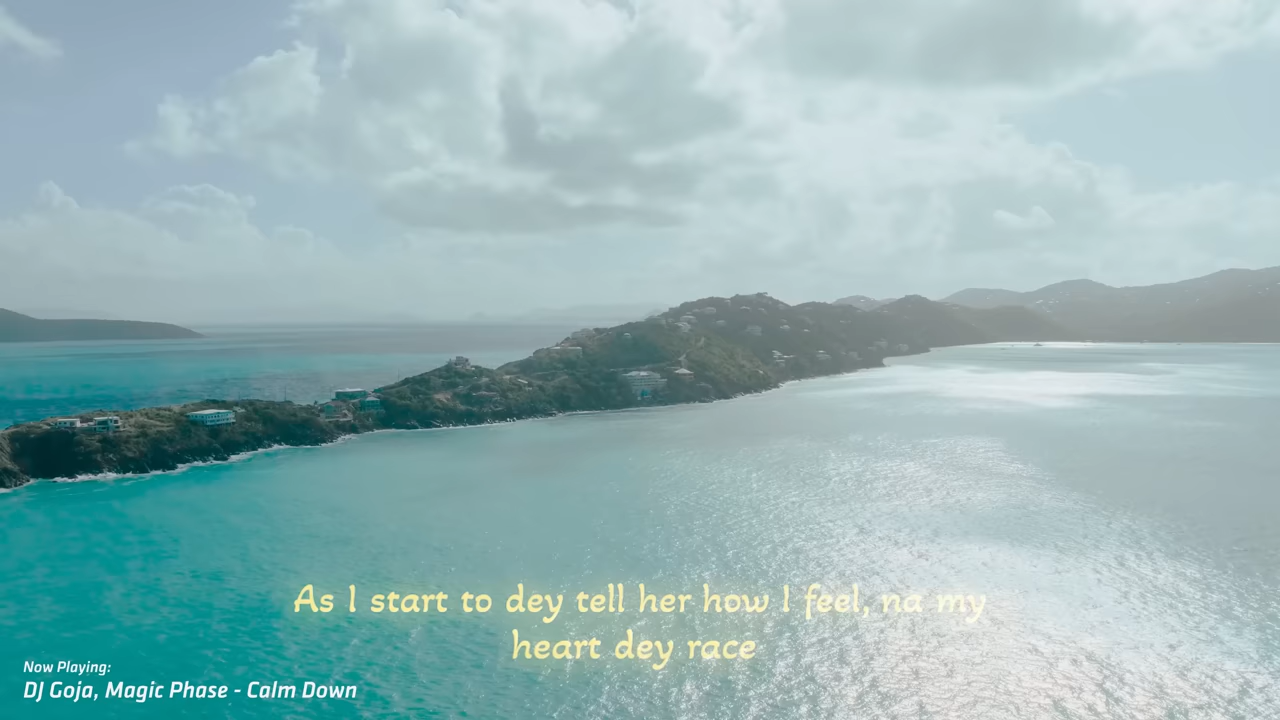 As I start to dey tell her how I feel, na my
heart dey race
Now Playing:
DJ Goja, Magic Phase - Calm Down